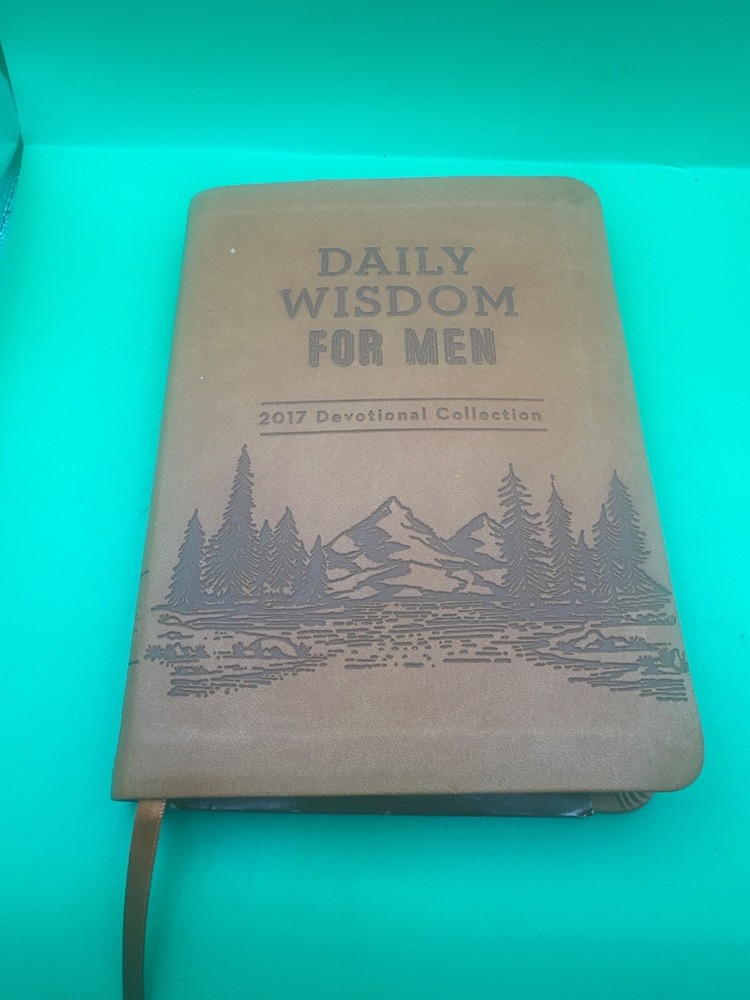 DAILY
WISDOM
FOR MEN
2017 Devotional Collection